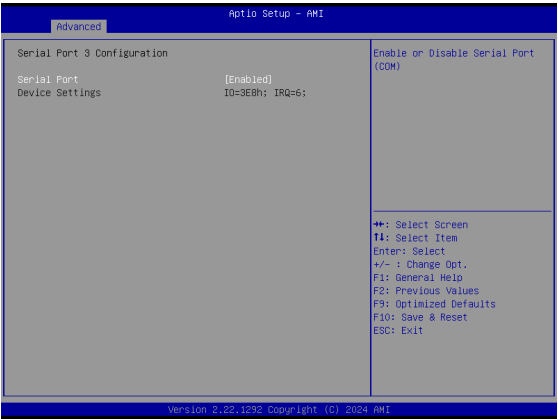 Aptio Setup - AMI
Advanced
Serial Port 3 Configuration
Serial Port [Enabled]
Device Settings IO=3E8h; IRQ=6;
Enable or Disable Serial Port
(COM)
→←: Select Screen
↑↓: Select Item
Enter: Select
+/- : Change Opt.
F1: General Help
F2: Previous Values
F9: Optimized Defaults
F10: Save & Reset
ESC: Exit
Version 2.22.1292 Copyright (C) 2024 AMI